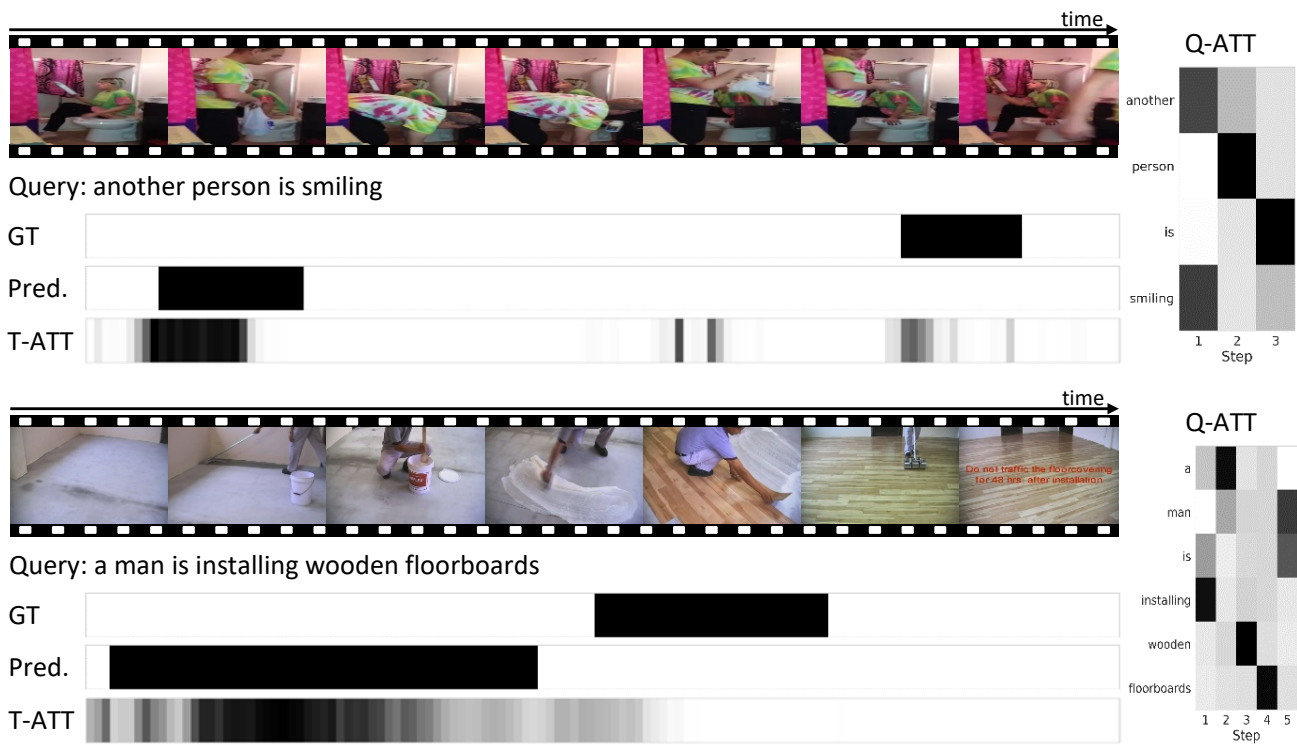 time
Q-ATT
another
person
is
smiling
1 2 3
Step
Query: another person is smiling
GT
Pred.
T-ATT
time
Q-ATT
a
man
is
installing
wooden
floorboards
1 2 3 4 5
Step
Do not traffic the floorcovering
for 48 hrs. after installation
Query: a man is installing wooden floorboards
GT
Pred.
T-ATT